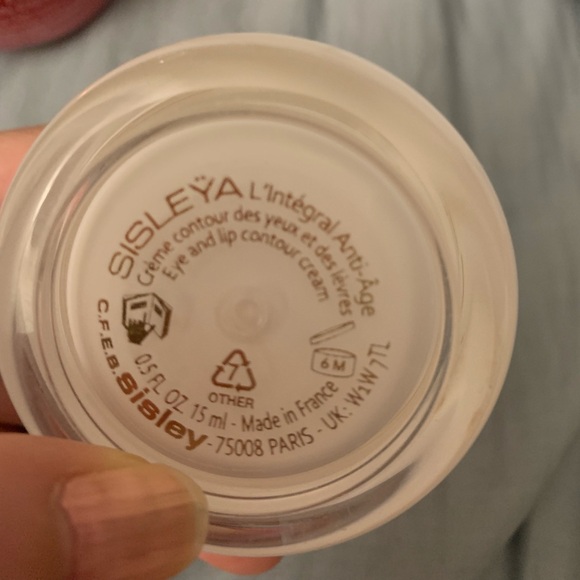 SISLEŸA L'Intégral Anti-Âge
Crème contour des yeux et des lèvres
Eye and lip contour cream
6 M
7
OTHER
0.5 FL. OZ. 15 ml - Made in France
C.F.E.B. sisley - 75008 PARIS - UK: W1W 7TL